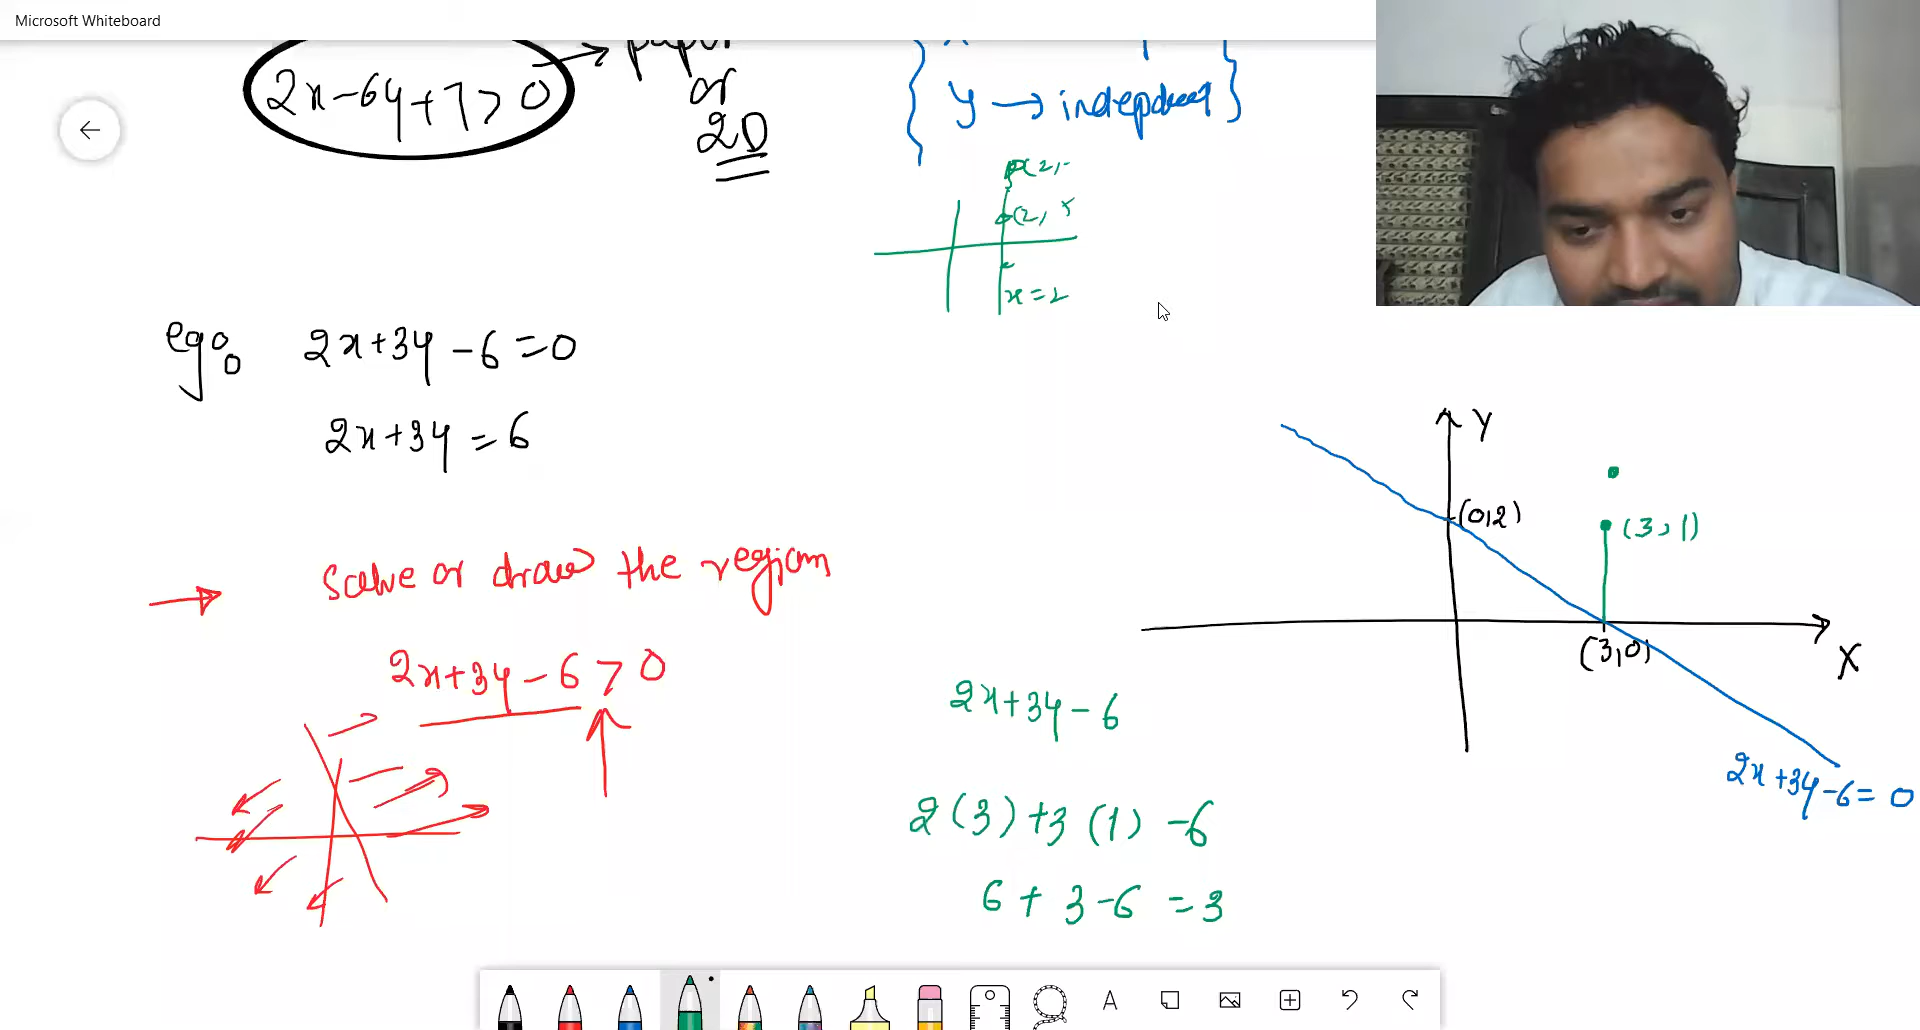 Microsoft Whiteboard
2x-6y+7>0
or
2D
y → independent
(2,
x=2
eg:
2x+3y-6=0
2x+3y=6
Y
(0,2)
(3,1)
(3,0)
X
2x+3y-6=0
→ Solve or draw the region
2x+3y-6>0
2x+3y-6
2(3)+3(1)-6
6+3-6=3
A